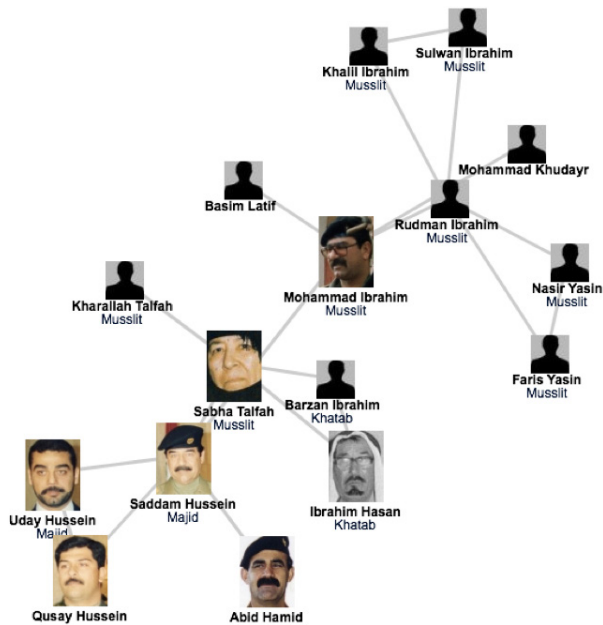 Sulwan Ibrahim
Musslit
Khalil Ibrahim
Musslit
Mohammad Khudayr
Basim Latif
Rudman Ibrahim
Musslit
Mohammad Ibrahim
Musslit
Nasir Yasin
Musslit
Kharallah Talfah
Musslit
Faris Yasin
Musslit
Sabha Talfah
Musslit
Barzan Ibrahim
Khatab
Saddam Hussein
Majid
Ibrahim Hasan
Khatab
Uday Hussein
Majid
Qusay Hussein
Abid Hamid